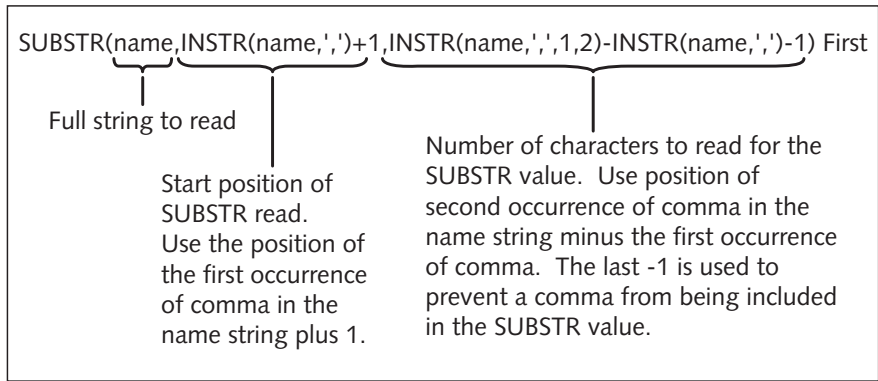 SUBSTR(name,INSTR(name,',')+1,INSTR(name,',',1,2)-INSTR(name,',')-1) First
Full string to read
Start position of
SUBSTR read.
Use the position of
the first occurrence
of comma in the
name string plus 1.
Number of characters to read for the
SUBSTR value. Use position of
second occurrence of comma in the
name string minus the first occurrence
of comma. The last -1 is used to
prevent a comma from being included
in the SUBSTR value.